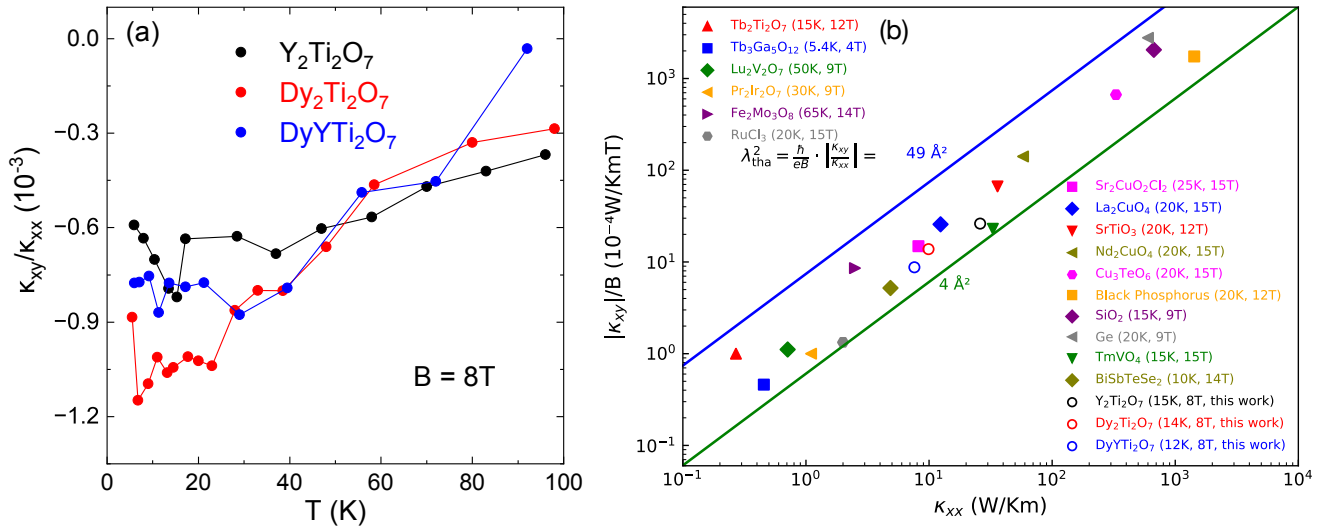 (a)
Y₂Ti₂O₇
Dy₂Ti₂O₇
DyYTi₂O₇
B = 8T
κxy/κxx (10⁻³)
0.0
-0.3
-0.6
-0.9
-1.2
0 20 40 60 80 100
T (K)
(b)
Tb₂Ti₂O₇ (15K, 12T)
Tb₃Ga₅O₁₂ (5.4K, 4T)
Lu₂V₂O₇ (50K, 9T)
Pr₂Ir₂O₇ (30K, 9T)
Fe₂Mo₃O₈ (65K, 14T)
RuCl₃ (20K, 15T)
λ²tha = ħ/eB · |κxy/κxx| =
49 Å²
4 Å²
Sr₂CuO₂Cl₂ (25K, 15T)
La₂CuO₄ (20K, 15T)
SrTiO₃ (20K, 12T)
Nd₂CuO₄ (20K, 15T)
Cu₃TeO₆ (20K, 15T)
Black Phosphorus (20K, 12T)
SiO₂ (15K, 9T)
Ge (20K, 9T)
TmVO₄ (15K, 15T)
BiSbTeSe₂ (10K, 14T)
Y₂Ti₂O₇ (15K, 8T, this work)
Dy₂Ti₂O₇ (14K, 8T, this work)
DyYTi₂O₇ (12K, 8T, this work)
|κxy|/B (10⁻⁴W/KmT)
10³
10²
10¹
10⁰
10⁻¹
10⁻¹ 10⁰ 10¹ 10² 10³ 10⁴
κxx (W/Km)